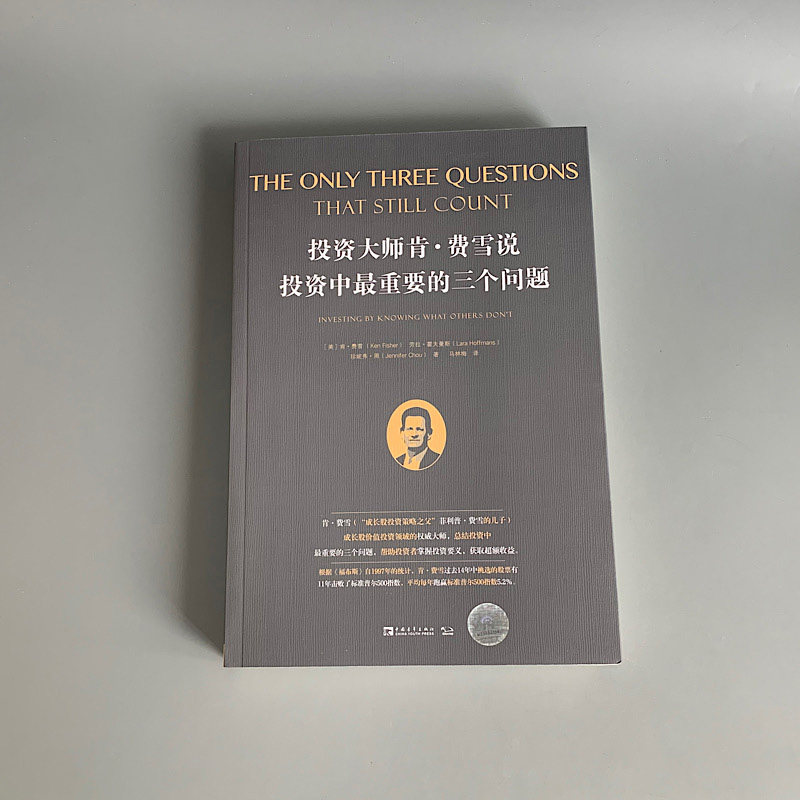 THE ONLY THREE QUESTIONS
THAT STILL COUNT
投资大师肯·费雪说
投资中最重要的三个问题
INVESTING BY KNOWING WHAT OTHERS DON'T
［美］肯·费雪（Ken Fisher） 劳拉·霍夫曼斯（Lara Hoffmans）
珍妮弗·周（Jennifer Chou） 著 马林梅 译
肯·费雪（“成长股投资策略之父”菲利普·费雪的儿子）
成长股价值投资领域的权威大师，总结投资中
最重要的三个问题，帮助投资者掌握投资要义，获取超额收益。
根据《福布斯》自1997年的统计，肯·费雪过去14年中挑选的股票有
11年击败了标准普尔500指数，平均每年跑赢标准普尔500指数5.2%。
中国青年出版社
CHINA YOUTH PRESS